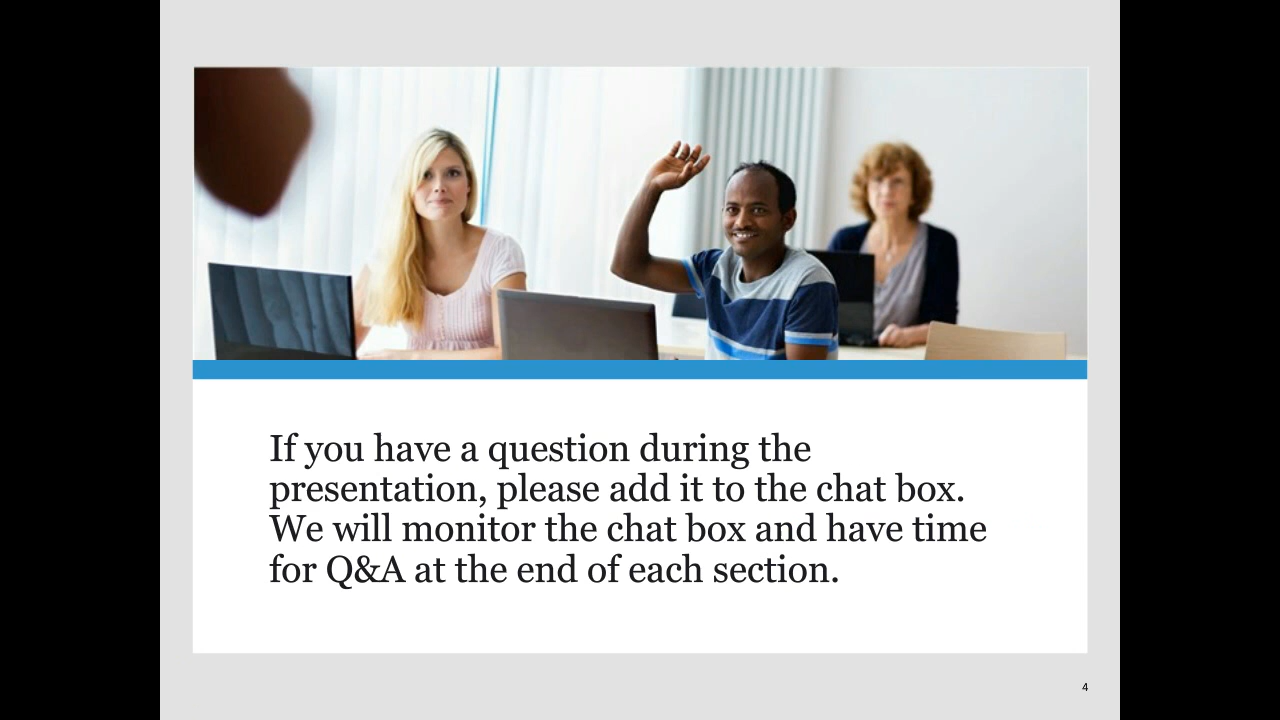 If you have a question during the
presentation, please add it to the chat box.
We will monitor the chat box and have time
for Q&A at the end of each section.
4